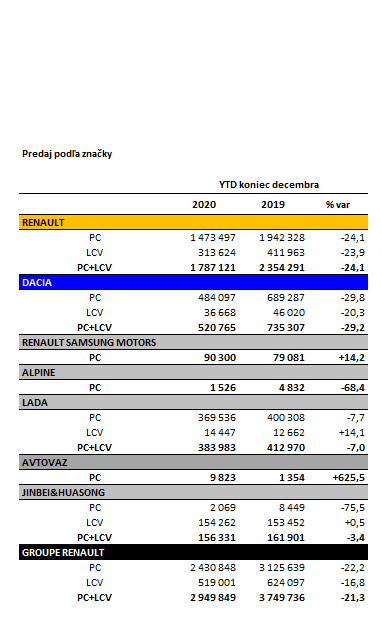 Predaj podľa značky
YTD koniec decembra
2020 2019 % var
RENAULT
PC 1 473 497 1 942 328 -24,1
LCV 313 624 411 963 -23,9
PC+LCV 1 787 121 2 354 291 -24,1
DACIA
PC 484 097 689 287 -29,8
LCV 36 668 46 020 -20,3
PC+LCV 520 765 735 307 -29,2
RENAULT SAMSUNG MOTORS
PC 90 300 79 081 +14,2
ALPINE
PC 1 526 4 832 -68,4
LADA
PC 369 536 400 308 -7,7
LCV 14 447 12 662 +14,1
PC+LCV 383 983 412 970 -7,0
AVTOVAZ
PC 9 823 1 354 +625,5
JINBEI&HUASONG
PC 2 069 8 449 -75,5
LCV 154 262 153 452 +0,5
PC+LCV 156 331 161 901 -3,4
GROUPE RENAULT
PC 2 430 848 3 125 639 -22,2
LCV 519 001 624 097 -16,8
PC+LCV 2 949 849 3 749 736 -21,3